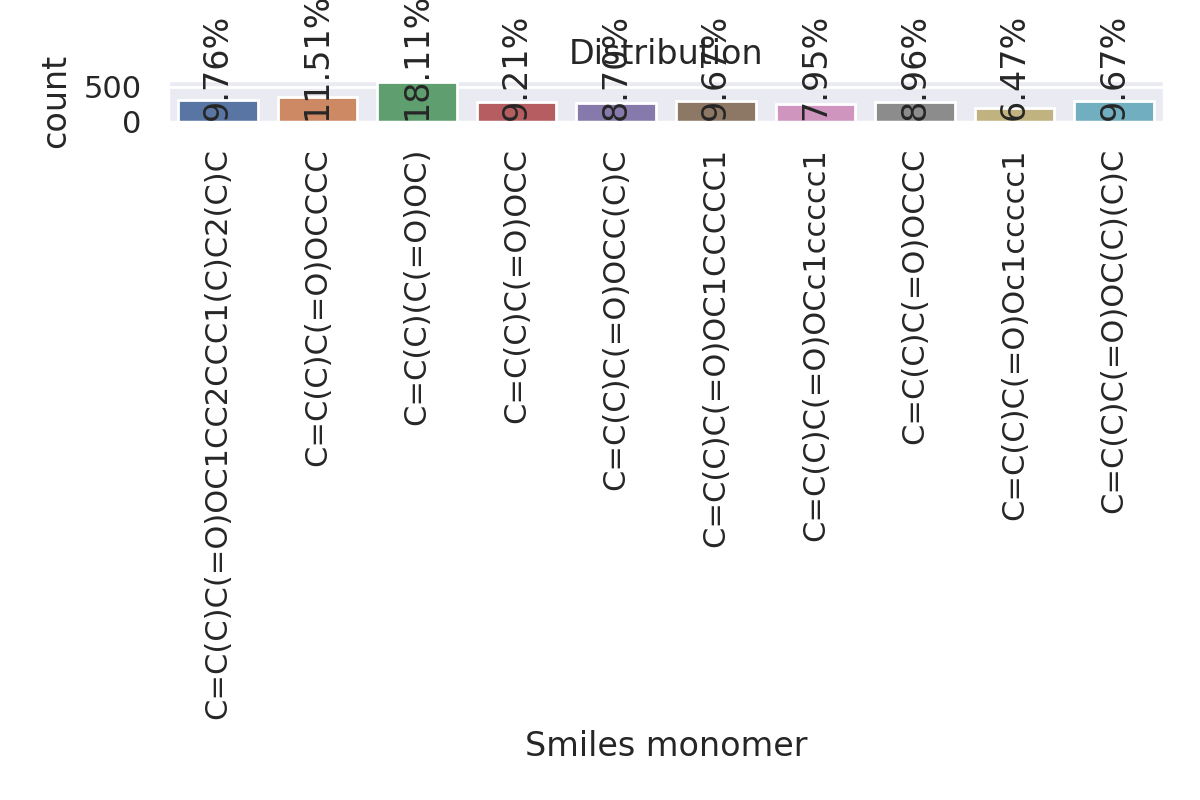 Distribution
9.76%
11.51%
18.11%
9.21%
8.70%
9.67%
7.95%
8.96%
6.47%
9.67%
count
500
0
C=C(C)C(=O)OC1CC2CCC1(C)C2(C)C
C=C(C)C(=O)OCCCC
C=C(C)(C(=O)OC)
C=C(C)C(=O)OCC
C=C(C)C(=O)OCC(C)C
C=C(C)C(=O)OC1CCCCC1
C=C(C)C(=O)OCc1ccccc1
C=C(C)C(=O)OCCC
C=C(C)C(=O)Oc1ccccc1
C=C(C)C(=O)OC(C)(C)C
Smiles monomer